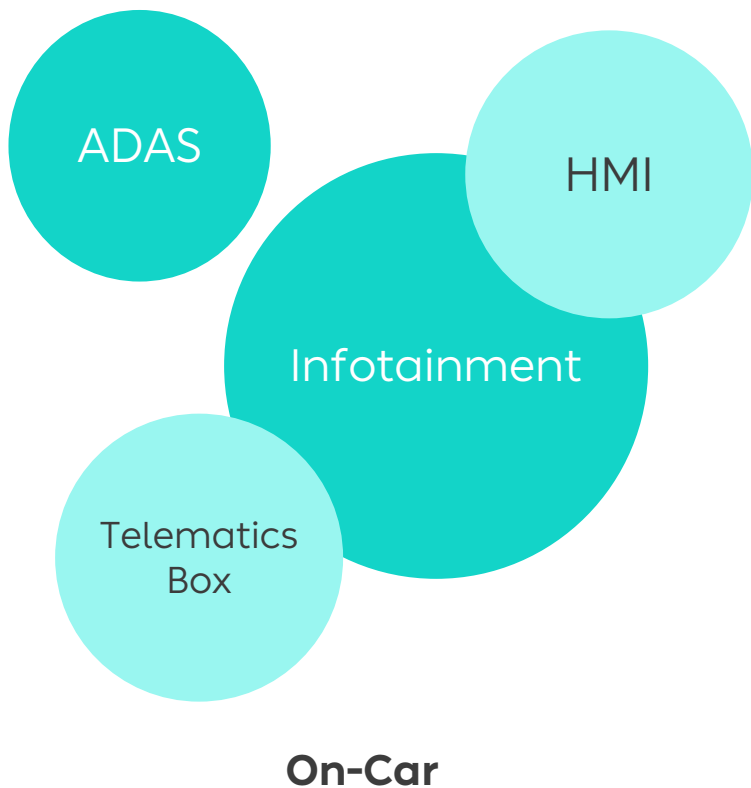 ADAS
HMI
Infotainment
Telematics
Box
On-Car